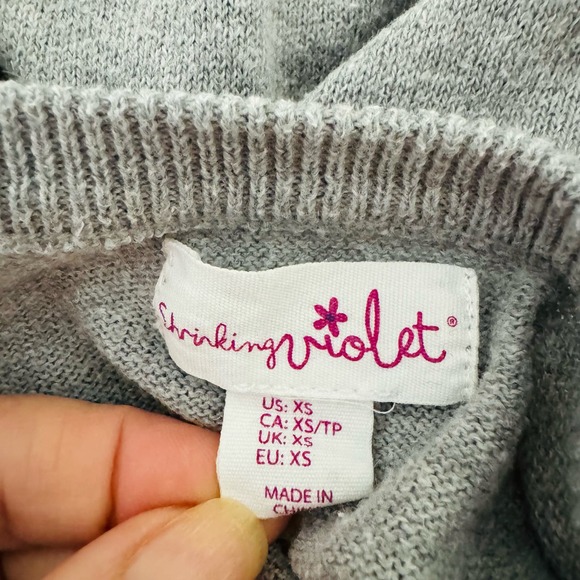 Shrinking violet®
US: XS
CA: XS/TP
UK: XS
EU: XS
MADE IN